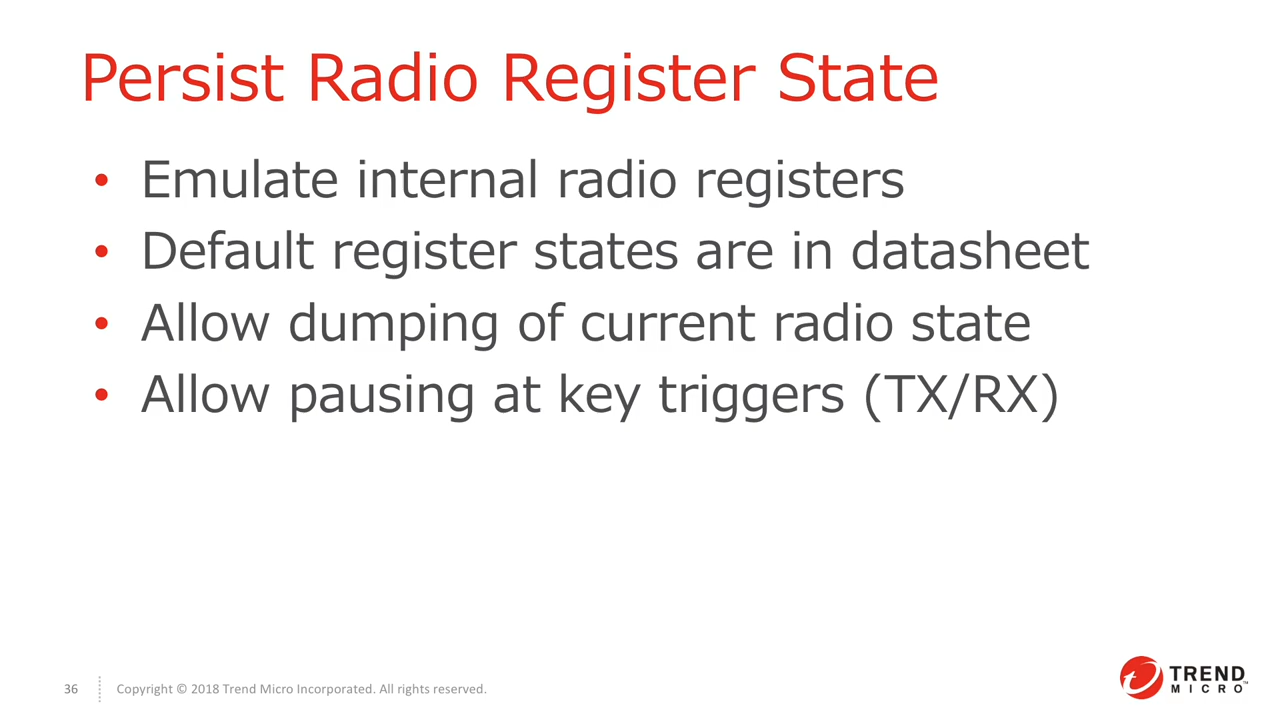 Persist Radio Register State
• Emulate internal radio registers
• Default register states are in datasheet
• Allow dumping of current radio state
• Allow pausing at key triggers (TX/RX)
36
Copyright © 2018 Trend Micro Incorporated. All rights reserved.
TREND
MICRO™